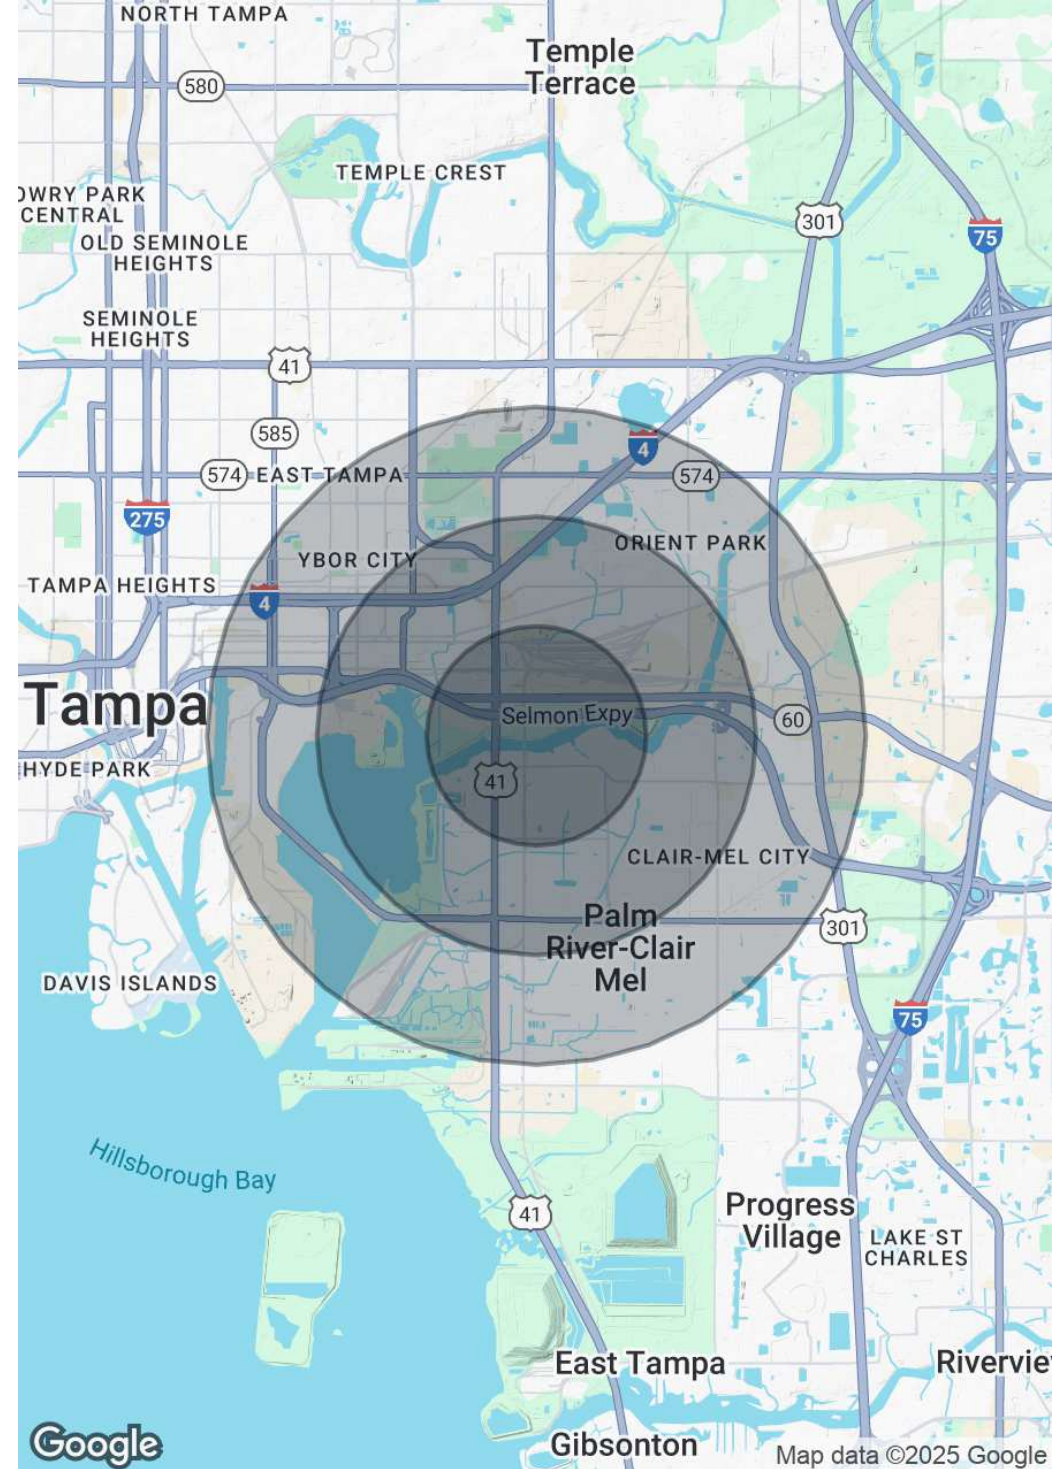 NORTH TAMPA
Temple
Terrace
580
TEMPLE CREST
OWRY PARK
CENTRAL
301
75
OLD SEMINOLE
HEIGHTS
SEMINOLE
HEIGHTS
41
585
4
574
EAST TAMPA
574
275
YBOR CITY
ORIENT PARK
TAMPA HEIGHTS
4
Tampa
Selmon Expy
60
HYDE PARK
41
CLAIR-MEL CITY
Palm
River-Clair
Mel
301
DAVIS ISLANDS
75
Hillsborough Bay
41
Progress
Village
LAKE ST
CHARLES
East Tampa
Rivervie
Gibsonton
Google
Map data ©2025 Google